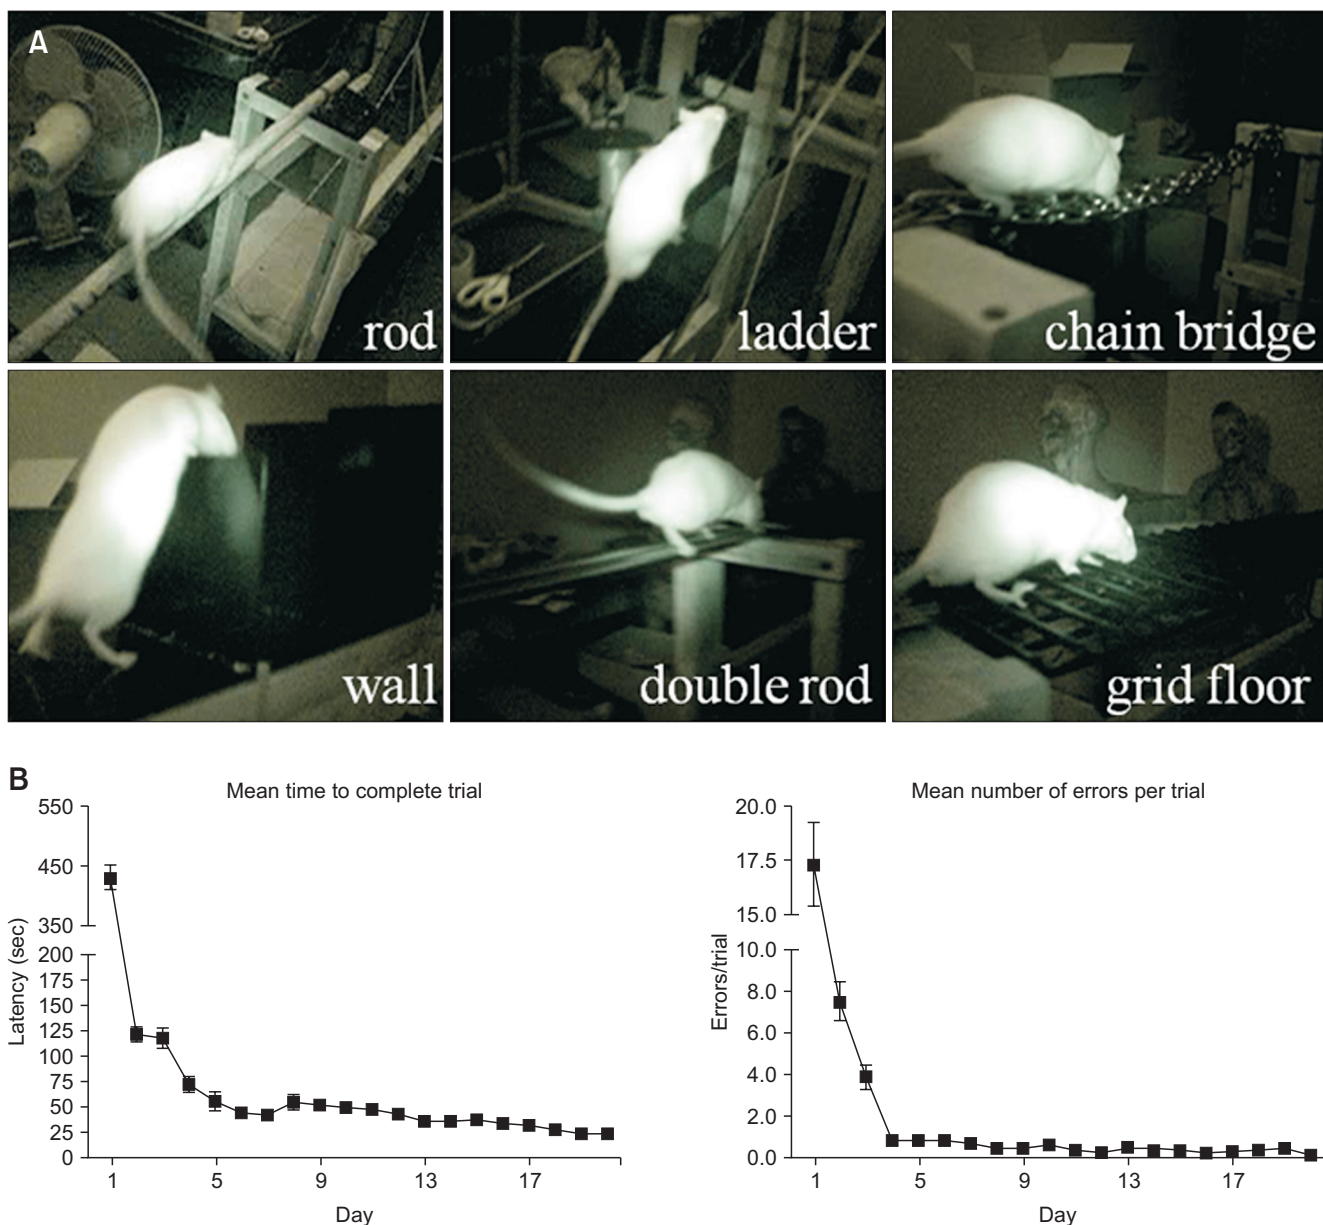 A
rod
ladder
chain bridge
wall
double rod
grid floor
B
Mean time to complete trial
550
450
350
200
175
150
125
100
75
50
25
0
Latency (sec)
1 5 9 13 17
Day
Mean number of errors per trial
20.0
17.5
15.0
10.0
8.0
6.0
4.0
2.0
0.0
Errors/trial
1 5 9 13 17
Day